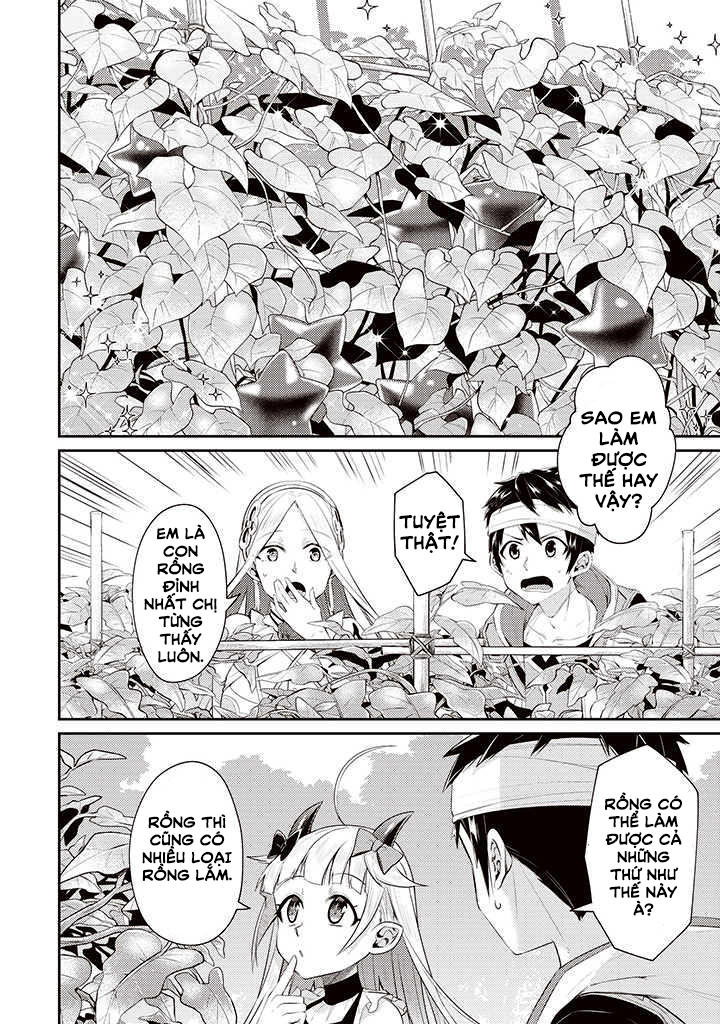 SAO EM
LÀM
ĐƯỢC
THẾ HAY
VẬY?
TUYỆT
THẬT!
EM LÀ
CON
RỒNG
ĐỈNH
NHẤT CHỊ
TỪNG
THẤY
LUÔN.
RỒNG CÓ
THỂ LÀM
ĐƯỢC CẢ
NHỮNG
THỨ NHƯ
THẾ NÀY
À?
RỒNG THÌ
CŨNG CÓ
NHIỀU LOẠI
RỒNG LẮM.